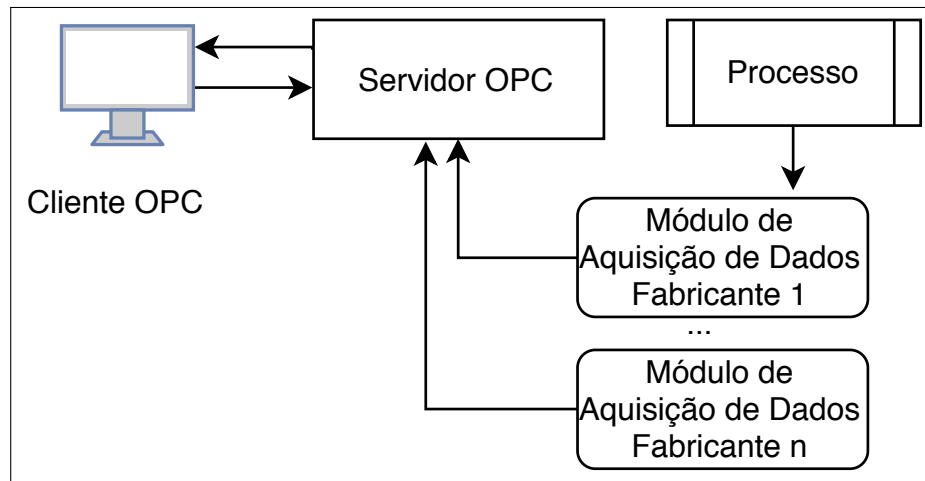 Servidor OPC
Processo
Cliente OPC
Módulo de
Aquisição de Dados
Fabricante 1
...
Módulo de
Aquisição de Dados
Fabricante n